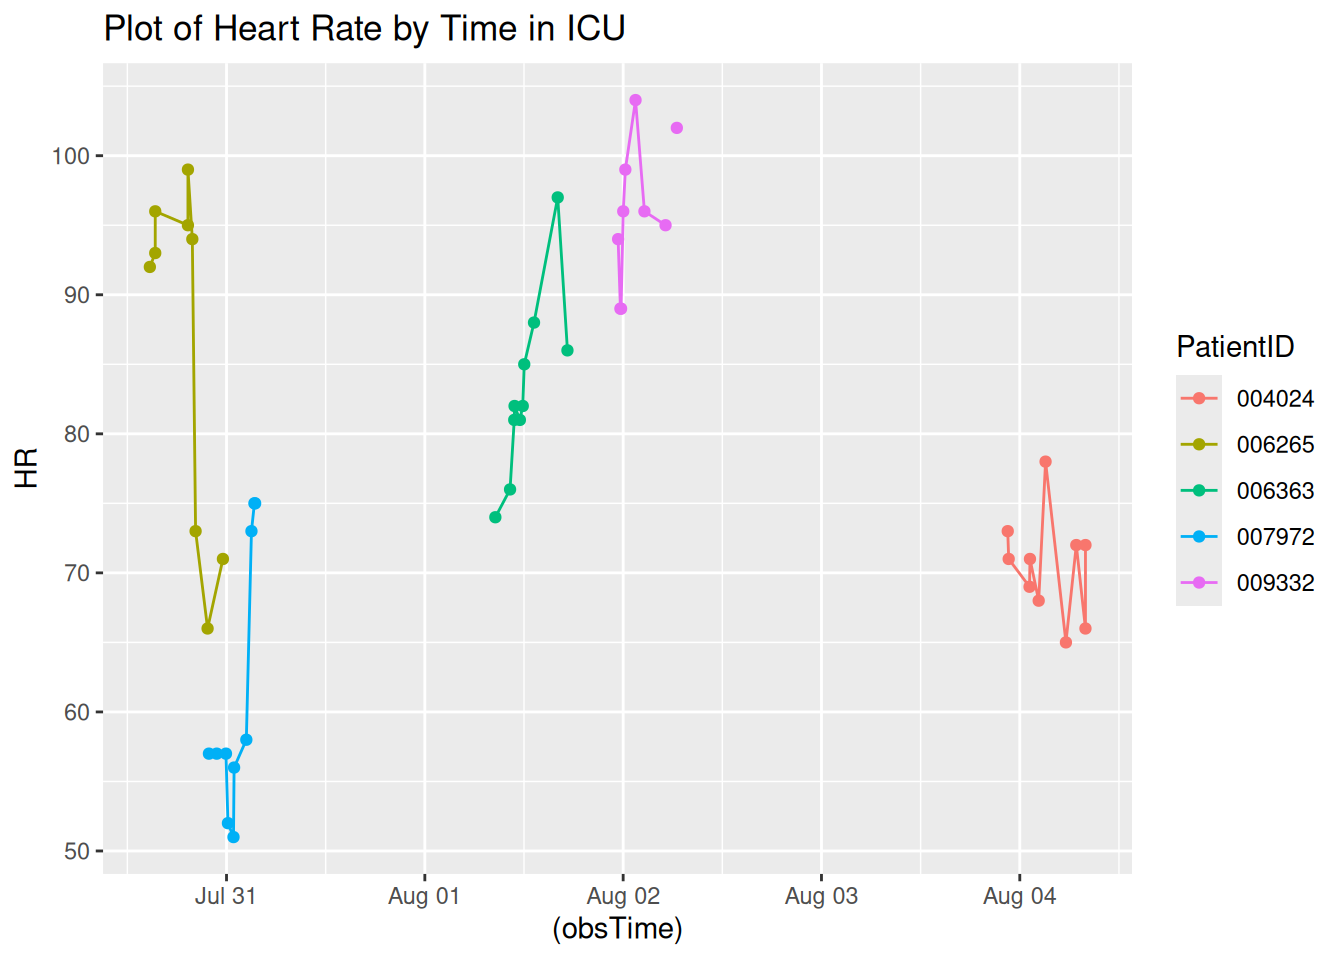 Plot of Heart Rate by Time in ICU
100
90
80
70
60
50
HR
Jul 31 Aug 01 Aug 02 Aug 03 Aug 04
(obsTime)
PatientID
004024
006265
006363
007972
009332